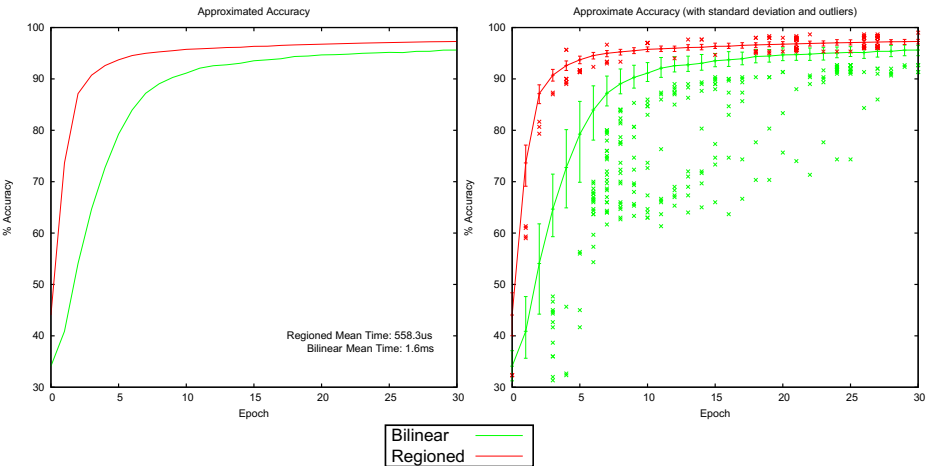 Approximated Accuracy
100
90
80
70
60
50
40
30
% Accuracy
0 5 10 15 20 25 30
Epoch
Regioned Mean Time: 558.3us
Bilinear Mean Time: 1.6ms
Approximate Accuracy (with standard deviation and outliers)
100
90
80
70
60
50
40
30
% Accuracy
0 5 10 15 20 25 30
Epoch
Bilinear
Regioned